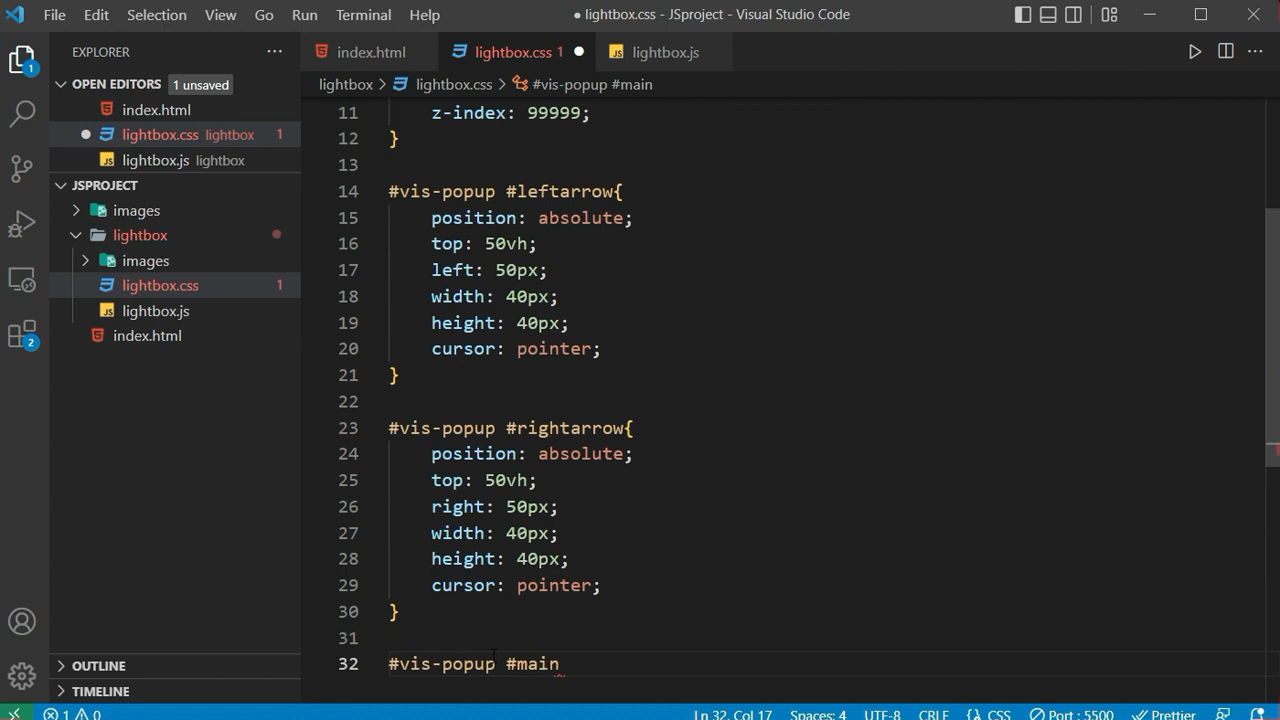 File Edit Selection View Go Run Terminal Help
● lightbox.css - JSproject - Visual Studio Code
EXPLORER
index.html
lightbox.css 1
lightbox.js
OPEN EDITORS 1 unsaved
lightbox > lightbox.css > #vis-popup #main
index.html
lightbox.css lightbox 1
lightbox.js lightbox
JSPROJECT
images
lightbox
images
lightbox.css 1
lightbox.js
index.html
OUTLINE
TIMELINE
1
2
11 z-index: 99999;
12 }
13
14 #vis-popup #leftarrow{
15 position: absolute;
16 top: 50vh;
17 left: 50px;
18 width: 40px;
19 height: 40px;
20 cursor: pointer;
21 }
22
23 #vis-popup #rightarrow{
24 position: absolute;
25 top: 50vh;
26 right: 50px;
27 width: 40px;
28 height: 40px;
29 cursor: pointer;
30 }
31
32 #vis-popup #main
1 0 Ln 32, Col 17 Spaces: 4 UTF-8 CRLF {} CSS Port : 5500 Prettier